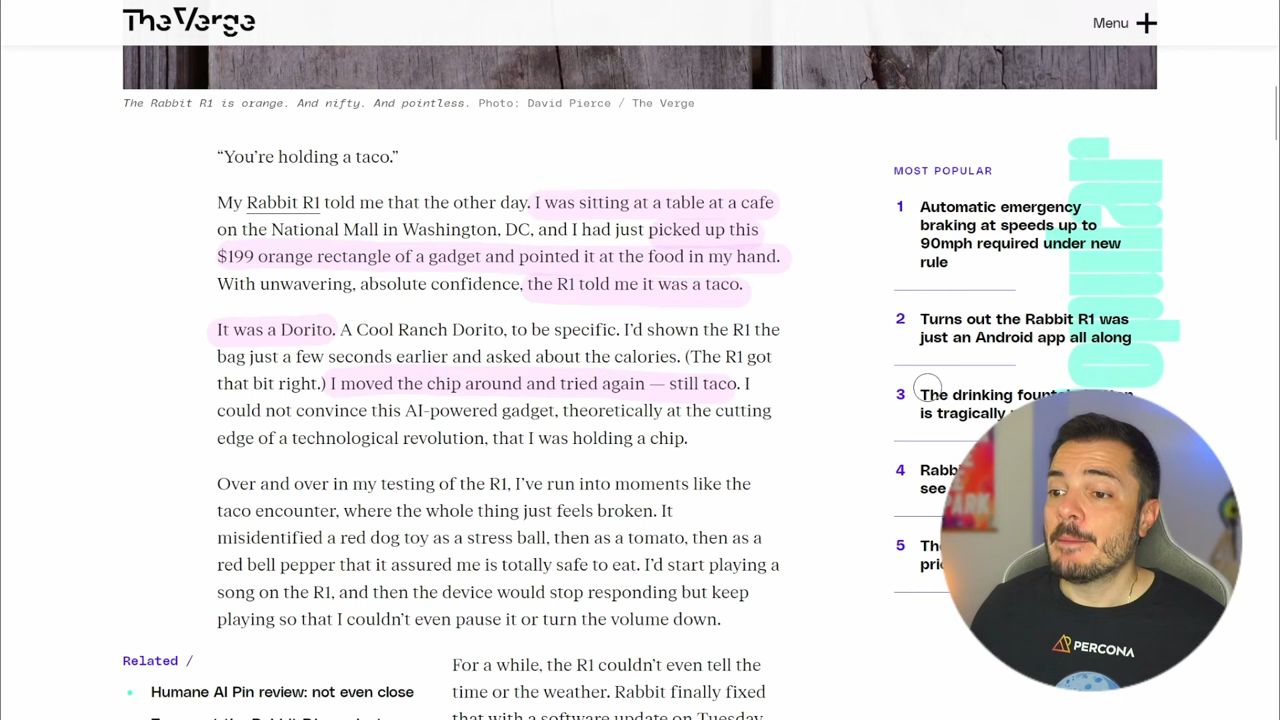 The Verge
Menu
The Rabbit R1 is orange. And nifty. And pointless. Photo: David Pierce / The Verge
“You’re holding a taco.”
My Rabbit R1 told me that the other day. I was sitting at a table at a cafe
on the National Mall in Washington, DC, and I had just picked up this
$199 orange rectangle of a gadget and pointed it at the food in my hand.
With unwavering, absolute confidence, the R1 told me it was a taco.
It was a Dorito. A Cool Ranch Dorito, to be specific. I’d shown the R1 the
bag just a few seconds earlier and asked about the calories. (The R1 got
that bit right.) I moved the chip around and tried again — still taco. I
could not convince this AI-powered gadget, theoretically at the cutting
edge of a technological revolution, that I was holding a chip.
Over and over in my testing of the R1, I’ve run into moments like the
taco encounter, where the whole thing just feels broken. It
misidentified a red dog toy as a stress ball, then as a tomato, then as a
red bell pepper that it assured me is totally safe to eat. I’d start playing a
song on the R1, and then the device would stop responding but keep
playing so that I couldn’t even pause it or turn the volume down.
For a while, the R1 couldn’t even tell the
time or the weather. Rabbit finally fixed
that with a software update on Tuesday,
Related /
Humane AI Pin review: not even close
MOST POPULAR
1 Automatic emergency
braking at speeds up to
90mph required under new
rule
2 Turns out the Rabbit R1 was
just an Android app all along
3 The drinking
is tragically
4
see
5
PERCONA